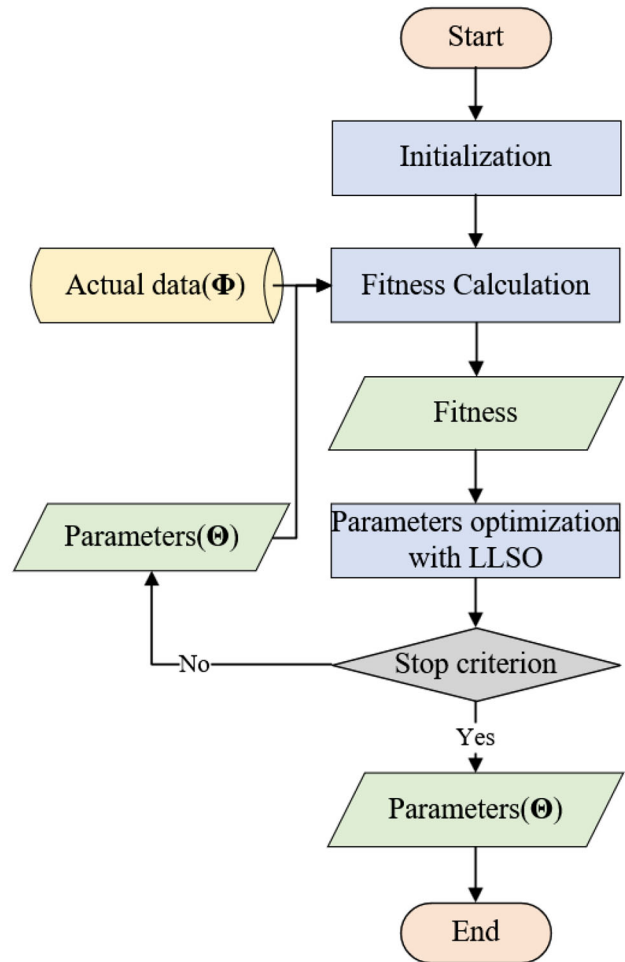 Start
Initialization
Actual data(Φ)
Fitness Calculation
Fitness
Parameters(Θ)
Parameters optimization
with LLSO
No
Stop criterion
Yes
Parameters(Θ)
End